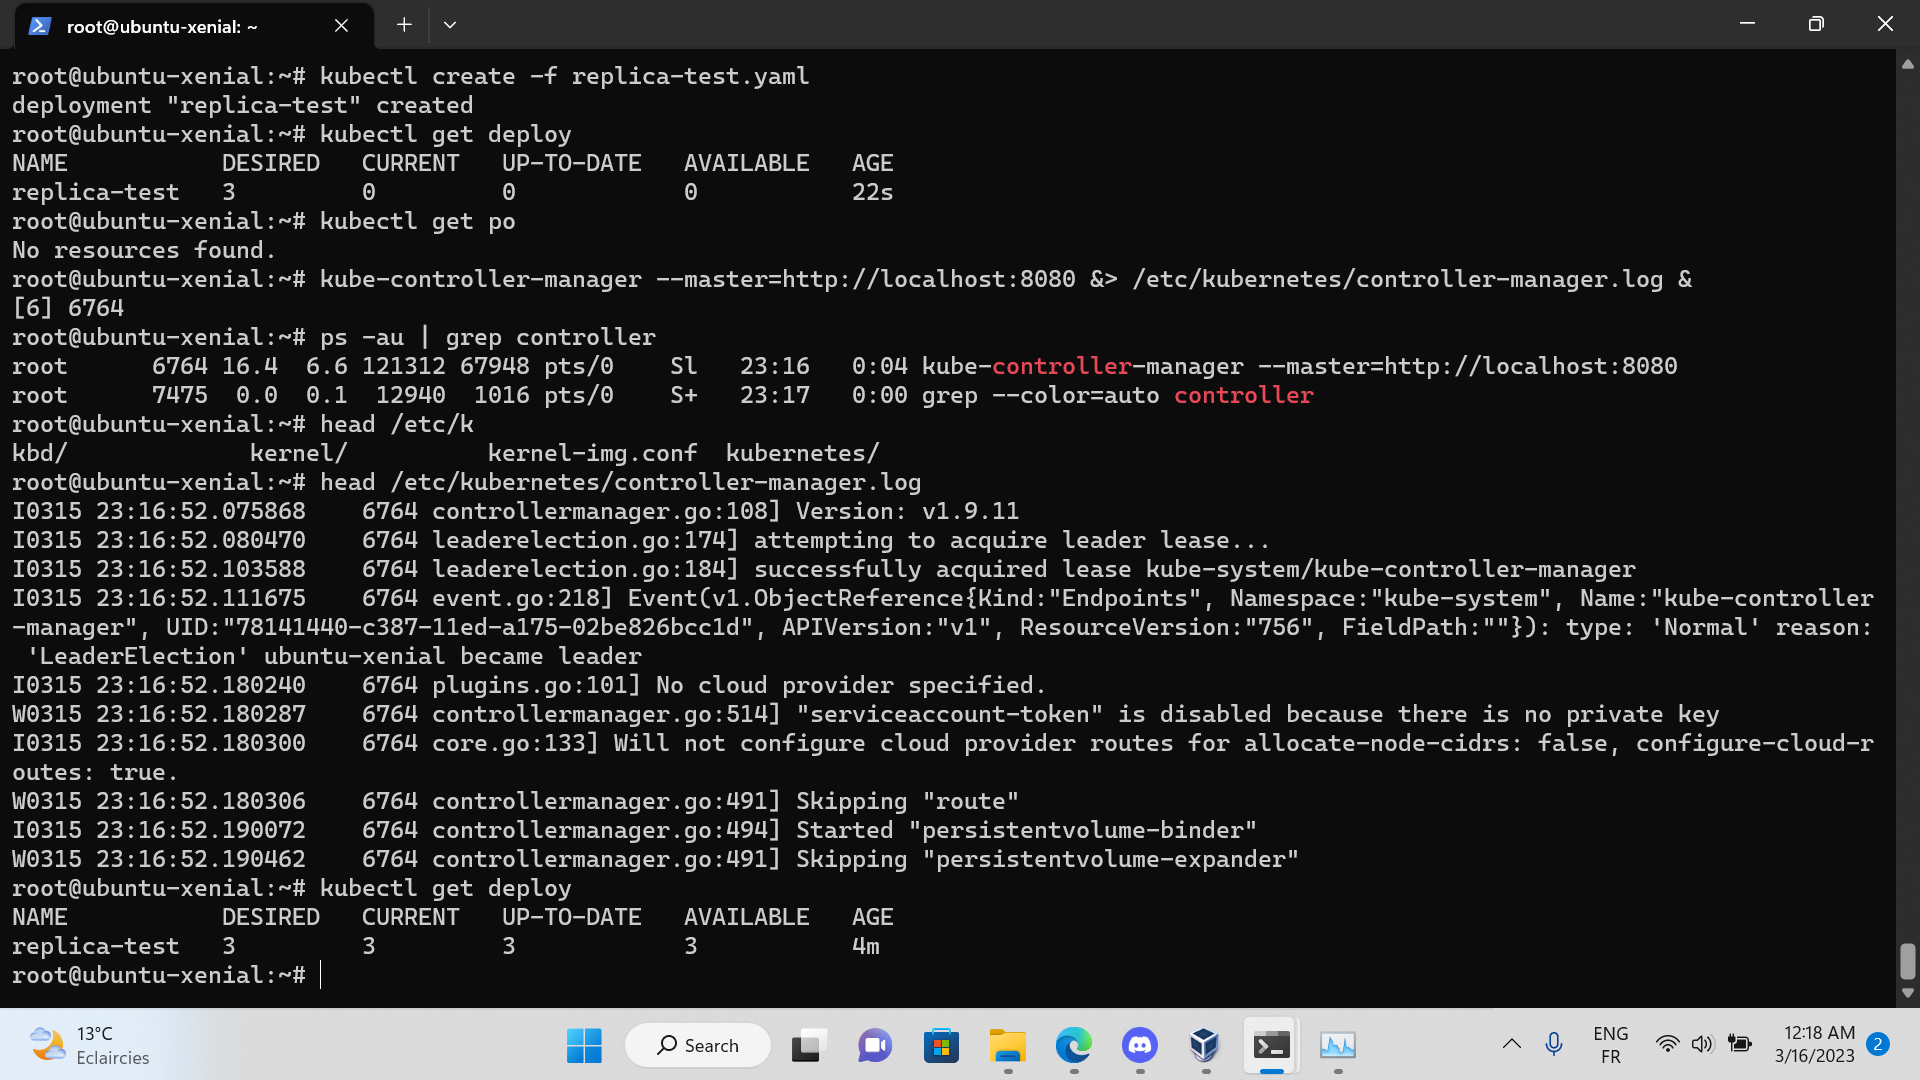 root@ubuntu-xenial: ~
root@ubuntu-xenial:~# kubectl create -f replica-test.yaml
deployment "replica-test" created
root@ubuntu-xenial:~# kubectl get deploy
NAME           DESIRED   CURRENT   UP-TO-DATE   AVAILABLE   AGE
replica-test   3         0         0            0           22s
root@ubuntu-xenial:~# kubectl get po
No resources found.
root@ubuntu-xenial:~# kube-controller-manager --master=http://localhost:8080 &> /etc/kubernetes/controller-manager.log &
[6] 6764
root@ubuntu-xenial:~# ps -au | grep controller
root      6764 16.4  6.6 121312 67948 pts/0    Sl   23:16   0:04 kube-controller-manager --master=http://localhost:8080
root      7475  0.0  0.1  12940  1016 pts/0    S+   23:17   0:00 grep --color=auto controller
root@ubuntu-xenial:~# head /etc/k
kbd/             kernel/          kernel-img.conf  kubernetes/
root@ubuntu-xenial:~# head /etc/kubernetes/controller-manager.log
I0315 23:16:52.075868    6764 controllermanager.go:108] Version: v1.9.11
I0315 23:16:52.080470    6764 leaderelection.go:174] attempting to acquire leader lease...
I0315 23:16:52.103588    6764 leaderelection.go:184] successfully acquired lease kube-system/kube-controller-manager
I0315 23:16:52.111675    6764 event.go:218] Event(v1.ObjectReference{Kind:"Endpoints", Namespace:"kube-system", Name:"kube-controller
-manager", UID:"78141440-c387-11ed-a175-02be826bcc1d", APIVersion:"v1", ResourceVersion:"756", FieldPath:""}): type: 'Normal' reason:
 'LeaderElection' ubuntu-xenial became leader
I0315 23:16:52.180240    6764 plugins.go:101] No cloud provider specified.
W0315 23:16:52.180287    6764 controllermanager.go:514] "serviceaccount-token" is disabled because there is no private key
I0315 23:16:52.180300    6764 core.go:133] Will not configure cloud provider routes for allocate-node-cidrs: false, configure-cloud-r
outes: true.
W0315 23:16:52.180306    6764 controllermanager.go:491] Skipping "route"
I0315 23:16:52.190072    6764 controllermanager.go:494] Started "persistentvolume-binder"
W0315 23:16:52.190462    6764 controllermanager.go:491] Skipping "persistentvolume-expander"
root@ubuntu-xenial:~# kubectl get deploy
NAME           DESIRED   CURRENT   UP-TO-DATE   AVAILABLE   AGE
replica-test   3         3         3            3           4m
root@ubuntu-xenial:~#
13°C
Eclaircies
Search
ENG
FR
12:18 AM
3/16/2023
2